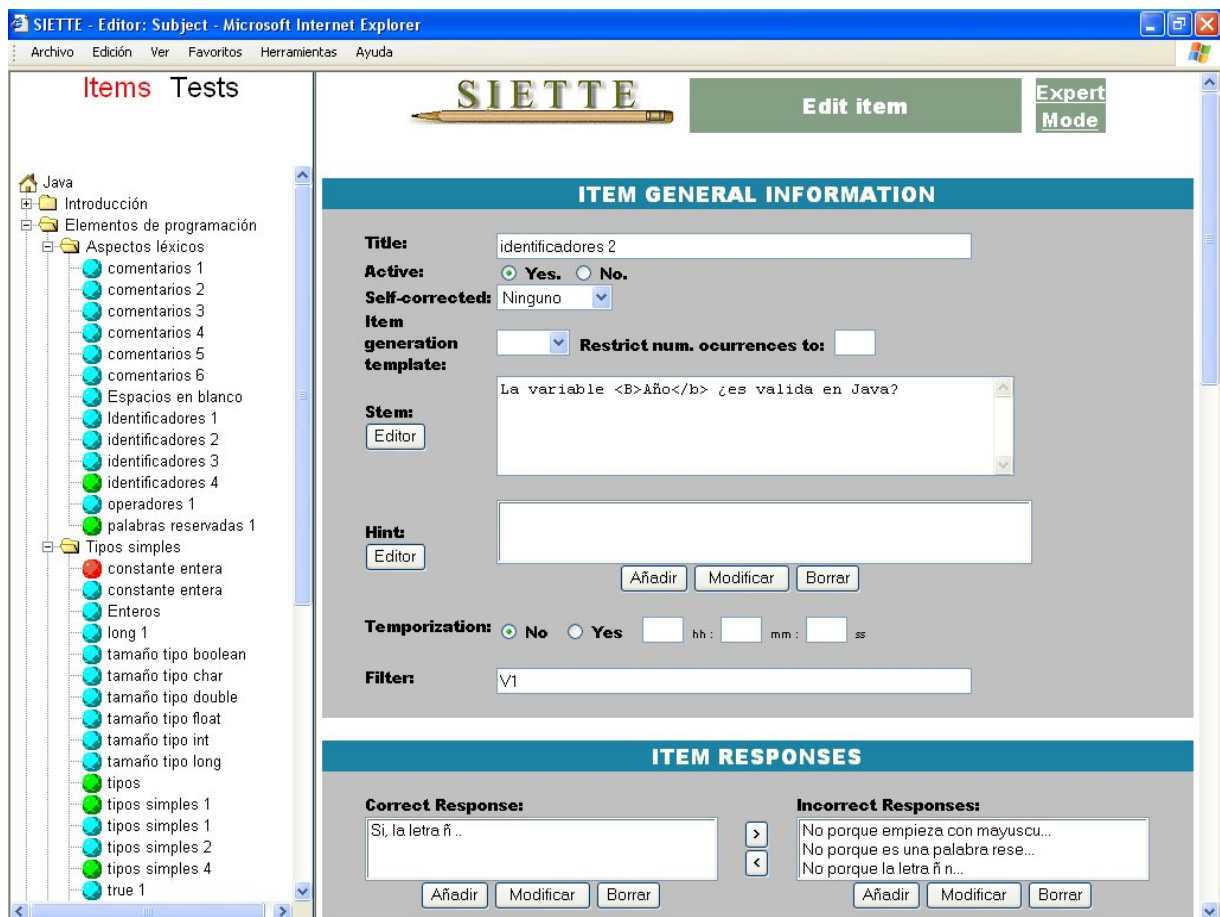 SIETTE - Editor: Subject - Microsoft Internet Explorer
Archivo Edición Ver Favoritos Herramientas Ayuda
Items Tests
Java
Introducción
Elementos de programación
Aspectos léxicos
comentarios 1
comentarios 2
comentarios 3
comentarios 4
comentarios 5
comentarios 6
Espacios en blanco
Identificadores 1
identificadores 2
identificadores 3
identificadores 4
operadores 1
palabras reservadas 1
Tipos simples
constante entera
constante entera
Enteros
long 1
tamaño tipo boolean
tamaño tipo char
tamaño tipo double
tamaño tipo float
tamaño tipo int
tamaño tipo long
tipos
tipos simples 1
tipos simples 1
tipos simples 2
tipos simples 4
true 1
SIETTE
Edit item
Expert
Mode
ITEM GENERAL INFORMATION
Title: identificadores 2
Active: Yes. No.
Self-corrected: Ninguno
Item
generation
template:
Restrict num. ocurrences to:
Stem:
Editor
La variable <B>Año</b> ¿es valida en Java?
Hint:
Editor
Añadir Modificar Borrar
Temporization: No Yes hh : mm : ss
Filter: V1
ITEM RESPONSES
Correct Response:
Si, la letra ñ ..
Añadir Modificar Borrar
> 
<
Incorrect Responses:
No porque empieza con mayuscu...
No porque es una palabra rese...
No porque la letra ñ n...
Añadir Modificar Borrar